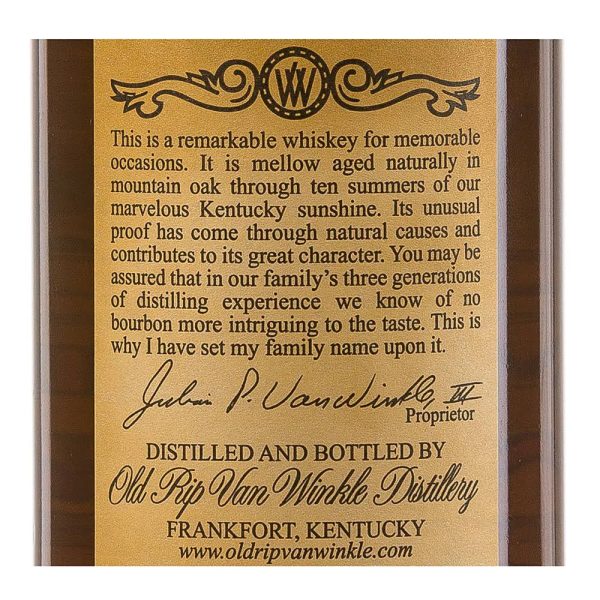 VW
This is a remarkable whiskey for memorable
occasions. It is mellow aged naturally in
mountain oak through ten summers of our
marvelous Kentucky sunshine. Its unusual
proof has come through natural causes and
contributes to its great character. You may be
assured that in our family's three generations
of distilling experience we know of no
bourbon more intriguing to the taste. This is
why I have set my family name upon it.
Julian P. Van Winkle, III
Proprietor
DISTILLED AND BOTTLED BY
Old Rip Van Winkle Distillery
FRANKFORT, KENTUCKY
www.oldripvanwinkle.com